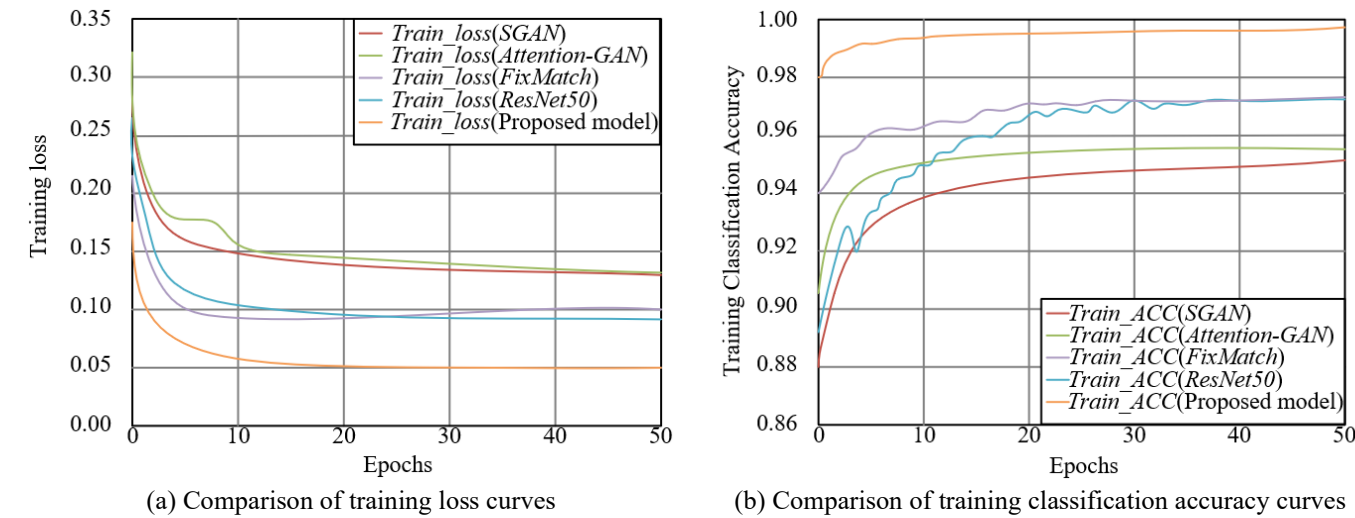 0.35
0.30
0.25
0.20
0.15
0.10
0.05
0.00
Training loss
Train_loss(SGAN)
Train_loss(Attention-GAN)
Train_loss(FixMatch)
Train_loss(ResNet50)
Train_loss(Proposed model)
0 10 20 30 40 50
Epochs
(a) Comparison of training loss curves
1.00
0.98
0.96
0.94
0.92
0.90
0.88
0.86
Training Classification Accuracy
Train_ACC(SGAN)
Train_ACC(Attention-GAN)
Train_ACC(FixMatch)
Train_ACC(ResNet50)
Train_ACC(Proposed model)
0 10 20 30 40 50
Epochs
(b) Comparison of training classification accuracy curves